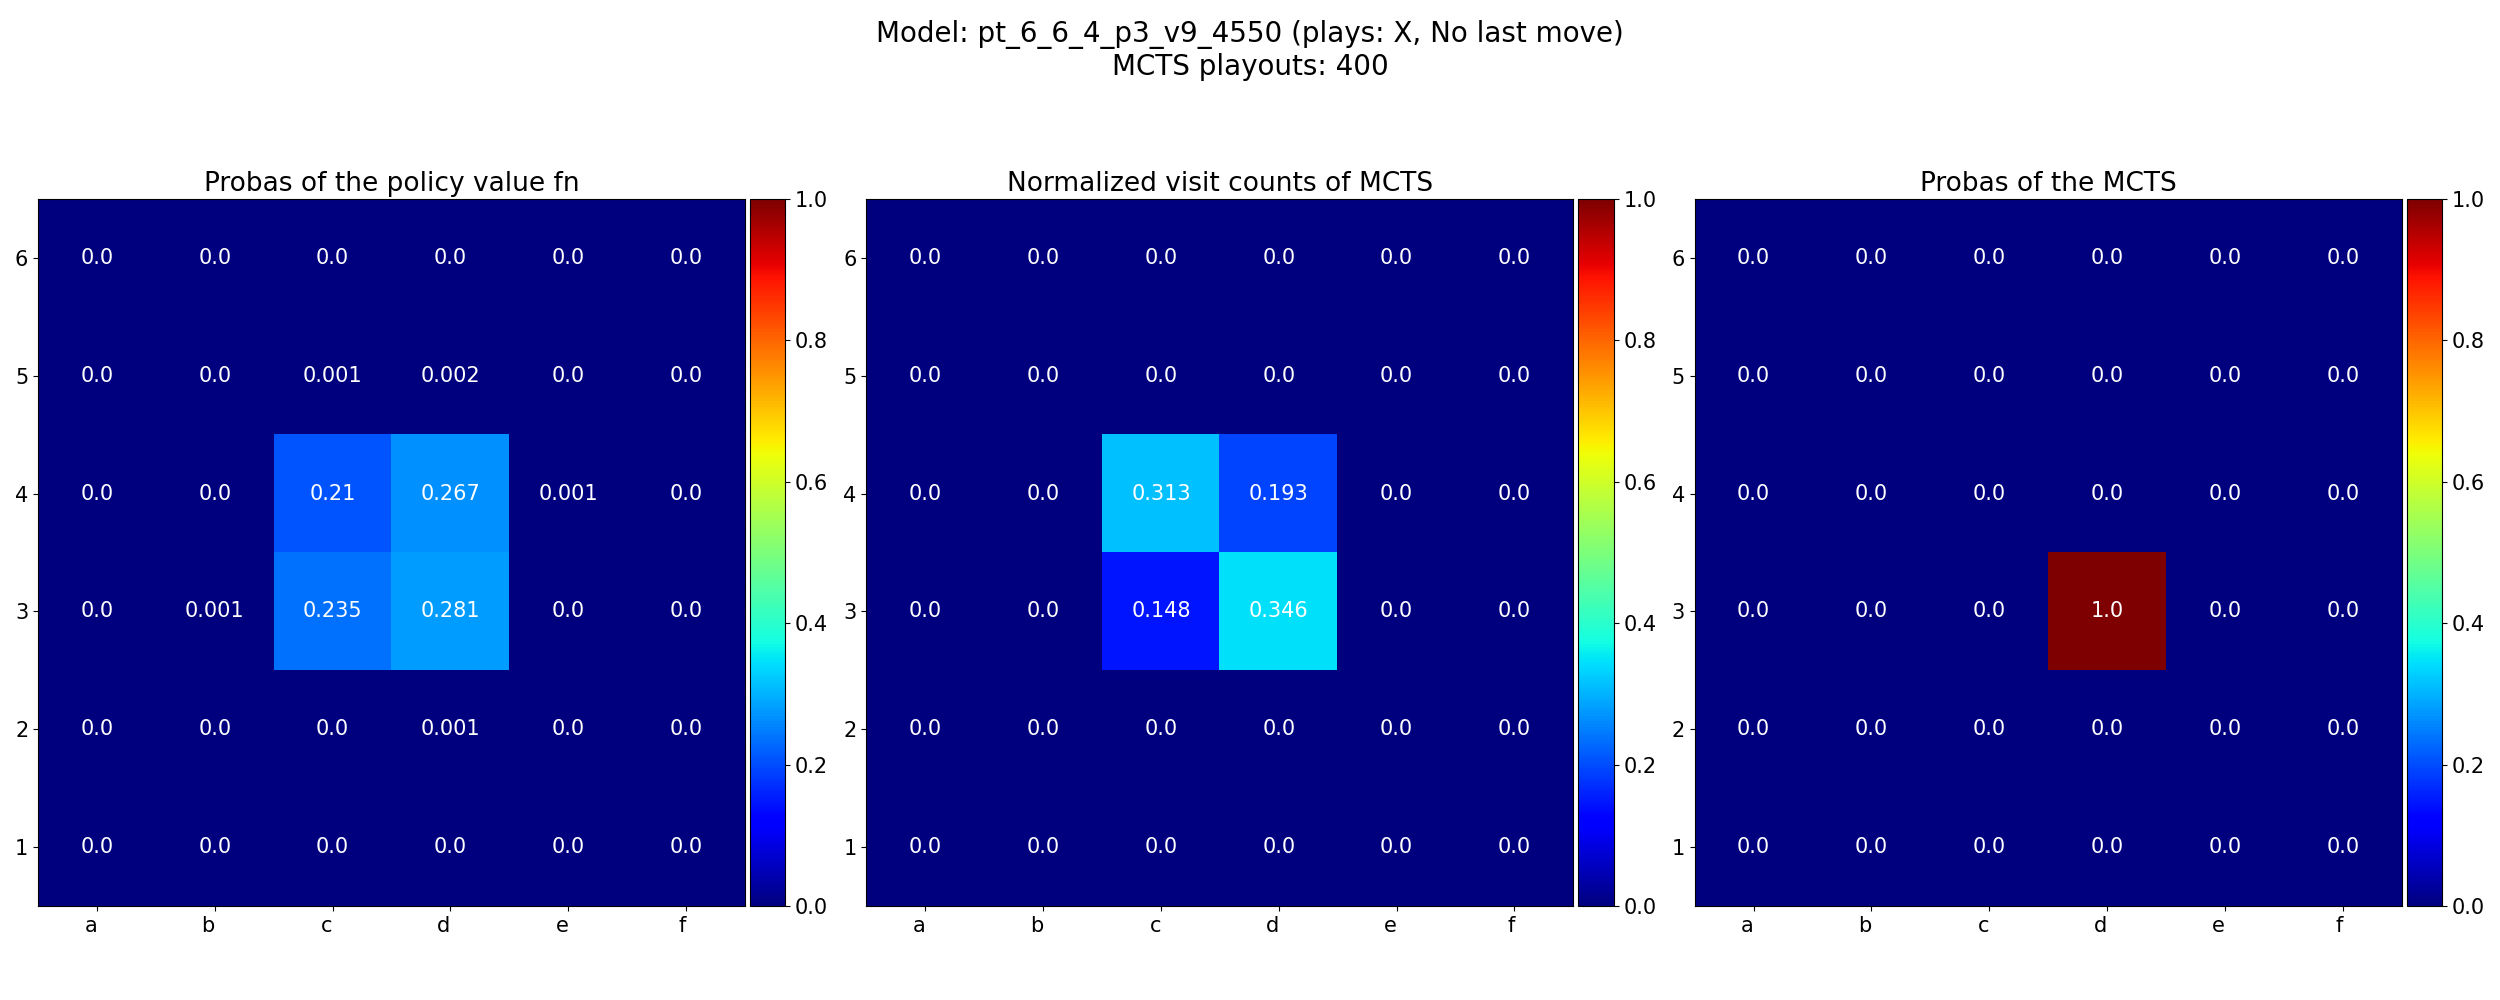 Model: pt_6_6_4_p3_v9_4550 (plays: X, No last move)
MCTS playouts: 400
Probas of the policy value fn
6 0.0 0.0 0.0 0.0 0.0 0.0
5 0.0 0.0 0.001 0.002 0.0 0.0
4 0.0 0.0 0.21 0.267 0.001 0.0
3 0.0 0.001 0.235 0.281 0.0 0.0
2 0.0 0.0 0.0 0.001 0.0 0.0
1 0.0 0.0 0.0 0.0 0.0 0.0
a b c d e f
1.0
0.8
0.6
0.4
0.2
0.0
Normalized visit counts of MCTS
6 0.0 0.0 0.0 0.0 0.0 0.0
5 0.0 0.0 0.0 0.0 0.0 0.0
4 0.0 0.0 0.313 0.193 0.0 0.0
3 0.0 0.0 0.148 0.346 0.0 0.0
2 0.0 0.0 0.0 0.0 0.0 0.0
1 0.0 0.0 0.0 0.0 0.0 0.0
a b c d e f
1.0
0.8
0.6
0.4
0.2
0.0
Probas of the MCTS
6 0.0 0.0 0.0 0.0 0.0 0.0
5 0.0 0.0 0.0 0.0 0.0 0.0
4 0.0 0.0 0.0 0.0 0.0 0.0
3 0.0 0.0 0.0 1.0 0.0 0.0
2 0.0 0.0 0.0 0.0 0.0 0.0
1 0.0 0.0 0.0 0.0 0.0 0.0
a b c d e f
1.0
0.8
0.6
0.4
0.2
0.0